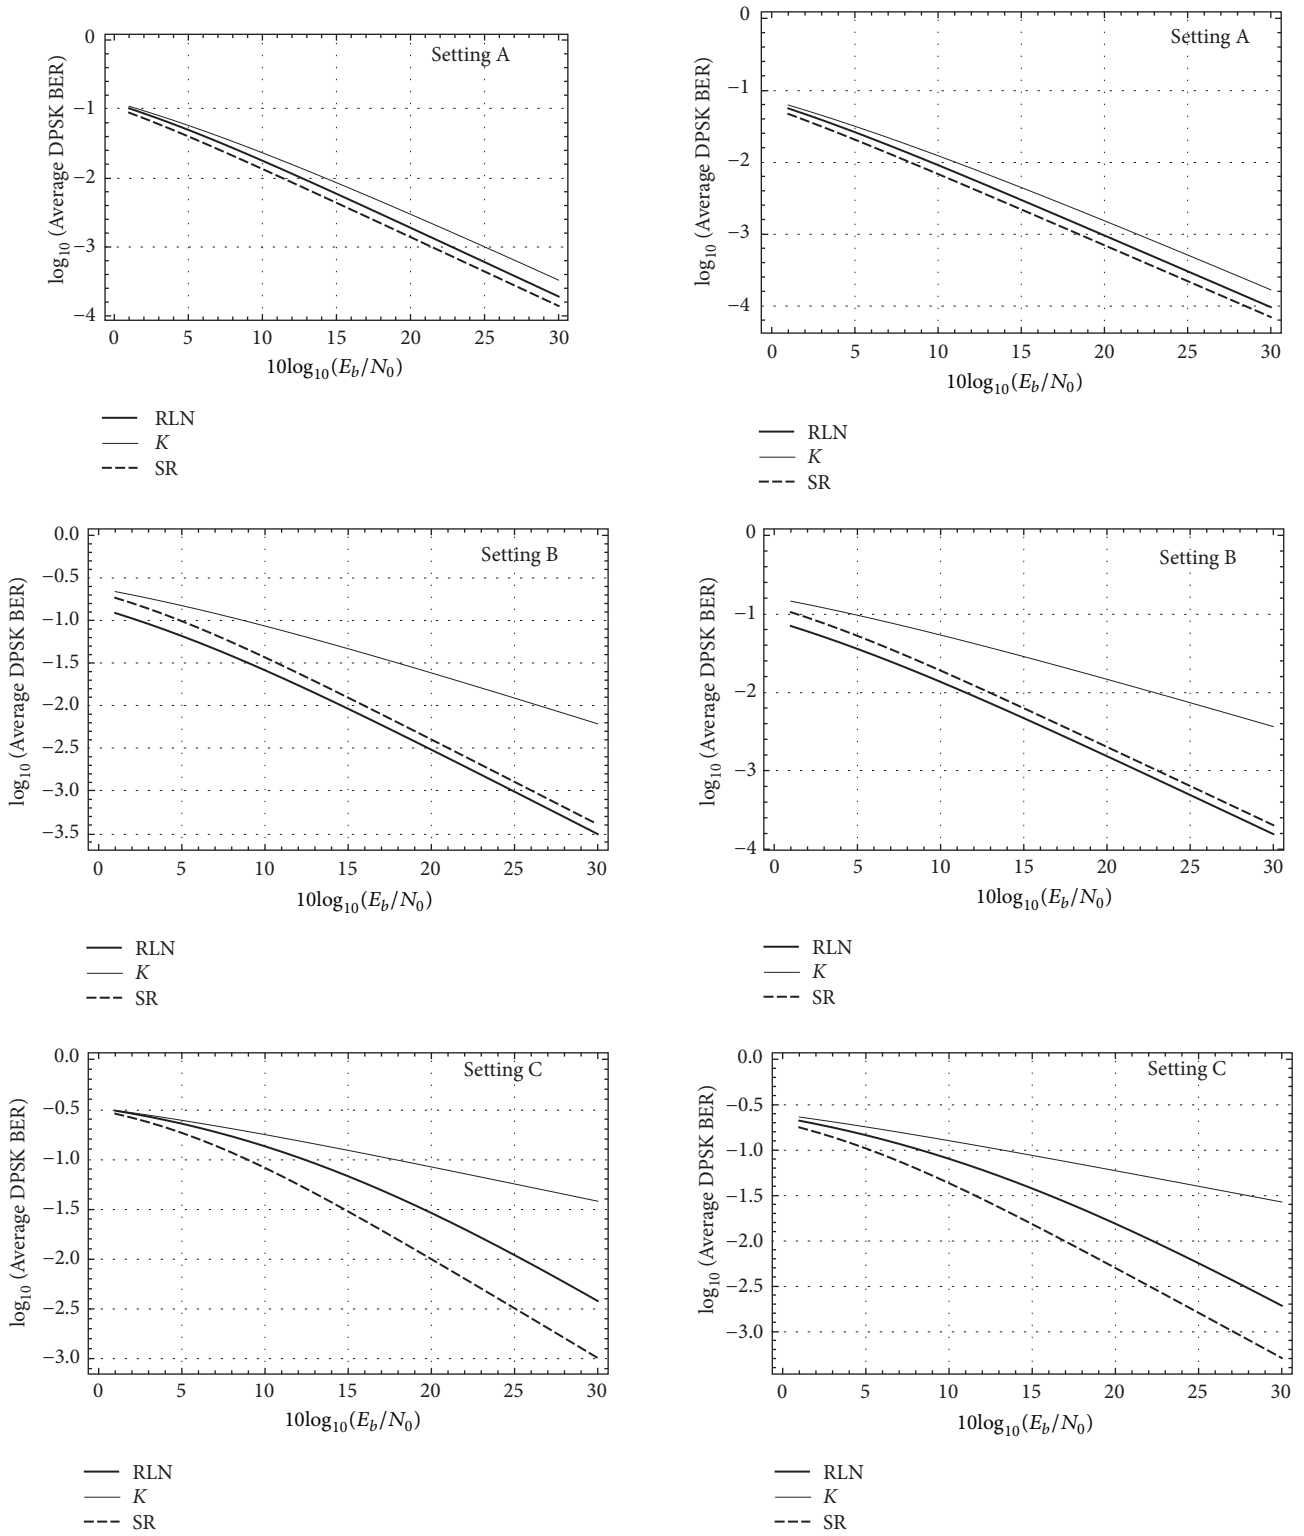 Setting A
log10 (Average DPSK BER)
0
−1
−2
−3
−4
0 5 10 15 20 25 30
10log10(Eb/N0)
RLN
K
SR
Setting A
log10 (Average DPSK BER)
0
−1
−2
−3
−4
0 5 10 15 20 25 30
10log10(Eb/N0)
RLN
K
SR
Setting B
log10 (Average DPSK BER)
0.0
−0.5
−1.0
−1.5
−2.0
−2.5
−3.0
−3.5
0 5 10 15 20 25 30
10log10(Eb/N0)
RLN
K
SR
Setting B
log10 (Average DPSK BER)
0
−1
−2
−3
−4
0 5 10 15 20 25 30
10log10(Eb/N0)
RLN
K
SR
Setting C
log10 (Average DPSK BER)
0.0
−0.5
−1.0
−1.5
−2.0
−2.5
−3.0
0 5 10 15 20 25 30
10log10(Eb/N0)
RLN
K
SR
Setting C
log10 (Average DPSK BER)
0.0
−0.5
−1.0
−1.5
−2.0
−2.5
−3.0
0 5 10 15 20 25 30
10log10(Eb/N0)
RLN
K
SR